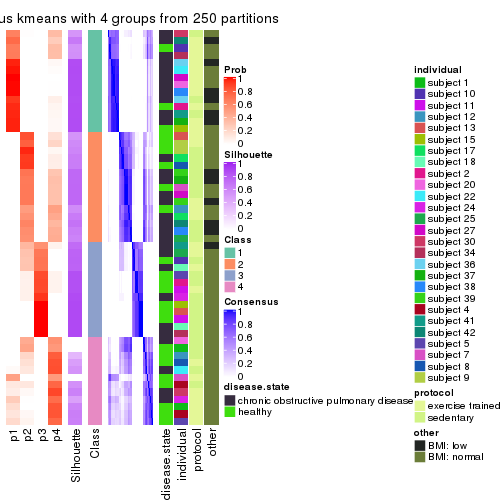 us kmeans with 4 groups from 250 partitions
Prob
1
0.8
0.6
0.4
0.2
0
Silhouette
1
0.8
0.6
0.4
0.2
0
Class
1
2
3
4
Consensus
1
0.8
0.6
0.4
0.2
0
disease.state
chronic obstructive pulmonary disease
healthy
individual
subject 1
subject 10
subject 11
subject 12
subject 13
subject 15
subject 17
subject 18
subject 2
subject 20
subject 22
subject 24
subject 25
subject 27
subject 30
subject 34
subject 36
subject 37
subject 38
subject 39
subject 4
subject 41
subject 42
subject 5
subject 7
subject 8
subject 9
protocol
exercise trained
sedentary
other
BMI: low
BMI: normal
p1
p2
p3
p4
Silhouette
Class
disease.state
individual
protocol
other